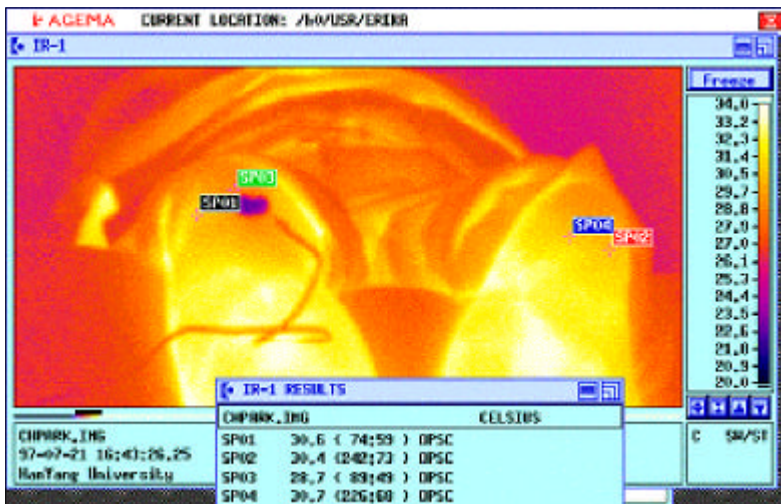 AGEMA CURRENT LOCATION: /h0/USR/ERIKA
IR-1
Freeze
34.0
33.2
32.3
31.4
30.5
29.7
28.8
27.9
27.0
26.1
25.3
24.4
23.5
22.6
21.8
20.9
20.0
SP03
SP01
SP04
SP02
IR-1 RESULTS
CHPARK.IMG CELSIUS
SP01 30.6 ( 74;59 ) OPSC
SP02 30.4 (242;73 ) OPSC
SP03 28.7 ( 89;49 ) OPSC
SP04 30.7 (226;68 ) OPSC
CHPARK.IMG
97-07-21 16:43:26.25
HanYang University
C SW/ST